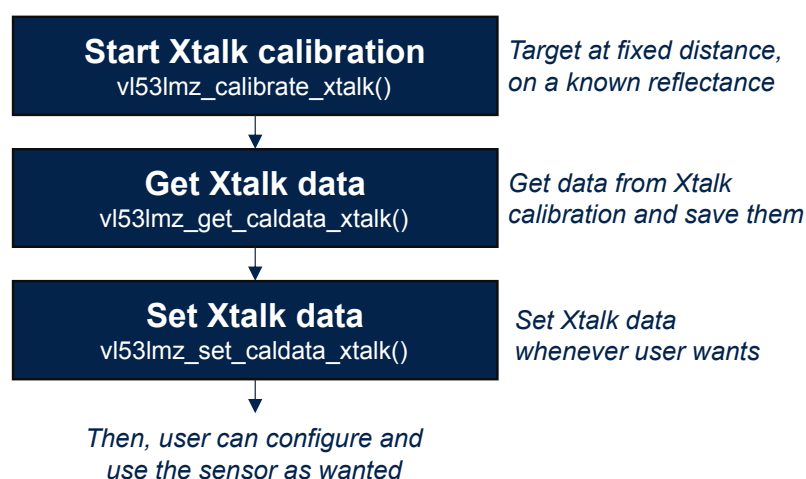 Start Xtalk calibration
vl53lmz_calibrate_xtalk()
Target at fixed distance,
on a known reflectance
Get Xtalk data
vl53lmz_get_caldata_xtalk()
Get data from Xtalk
calibration and save them
Set Xtalk data
vl53lmz_set_caldata_xtalk()
Set Xtalk data
whenever user wants
Then, user can configure and
use the sensor as wanted